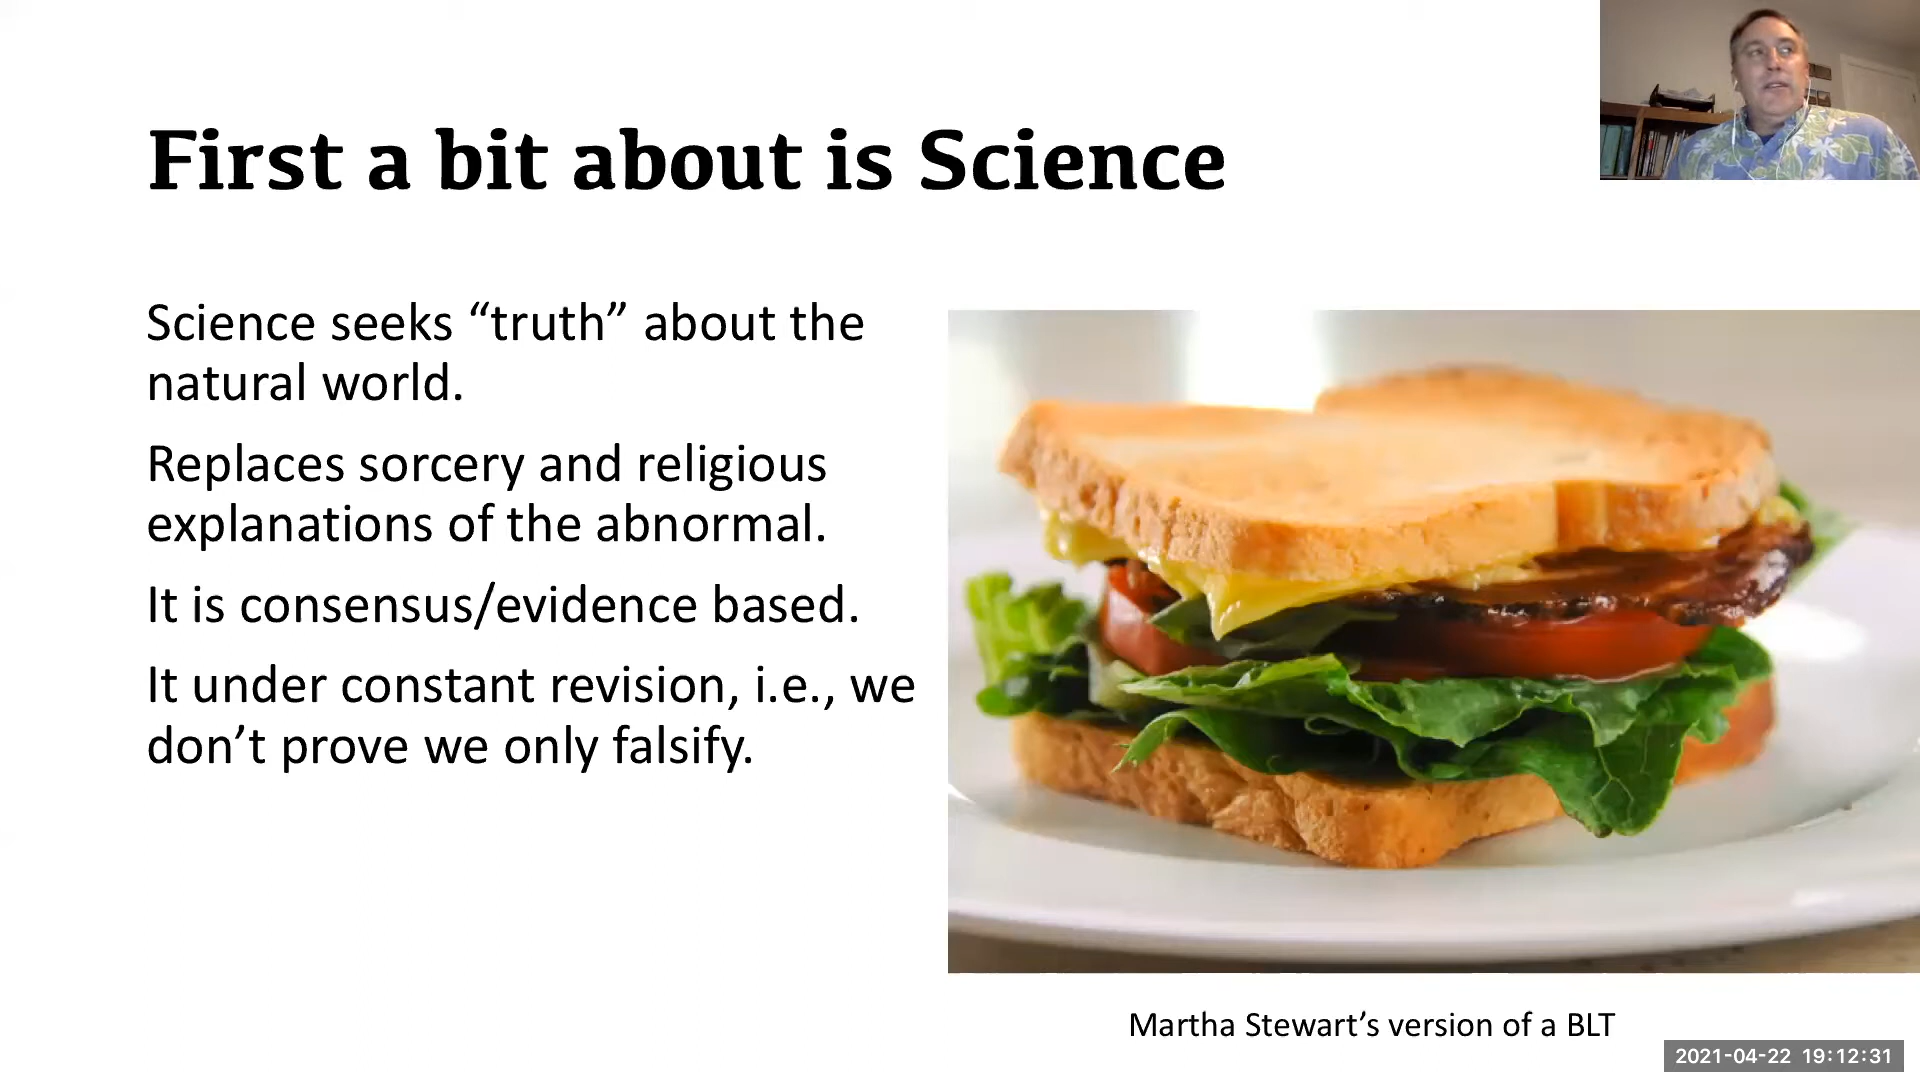 First a bit about is Science
Science seeks “truth” about the
natural world.
Replaces sorcery and religious
explanations of the abnormal.
It is consensus/evidence based.
It under constant revision, i.e., we
don’t prove we only falsify.
Martha Stewart’s version of a BLT
2021-04-22 19:12:31